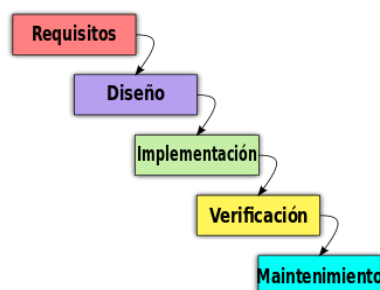 Requisitos
Diseño
Implementación
Verificación
Mantenimiento